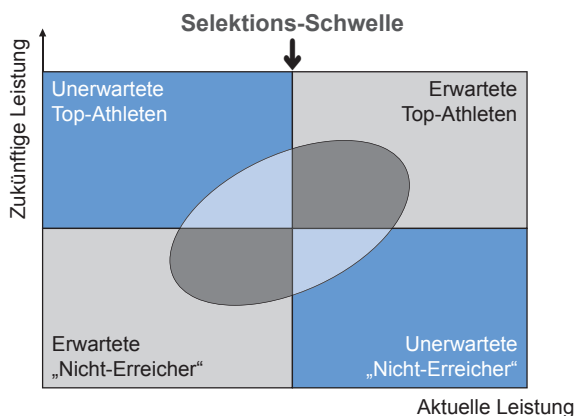 Selektions-Schwelle
Zukünftige Leistung
Unerwartete
Top-Athleten
Erwartete
Top-Athleten
Erwartete
„Nicht-Erreicher“
Unerwartete
„Nicht-Erreicher“
Aktuelle Leistung